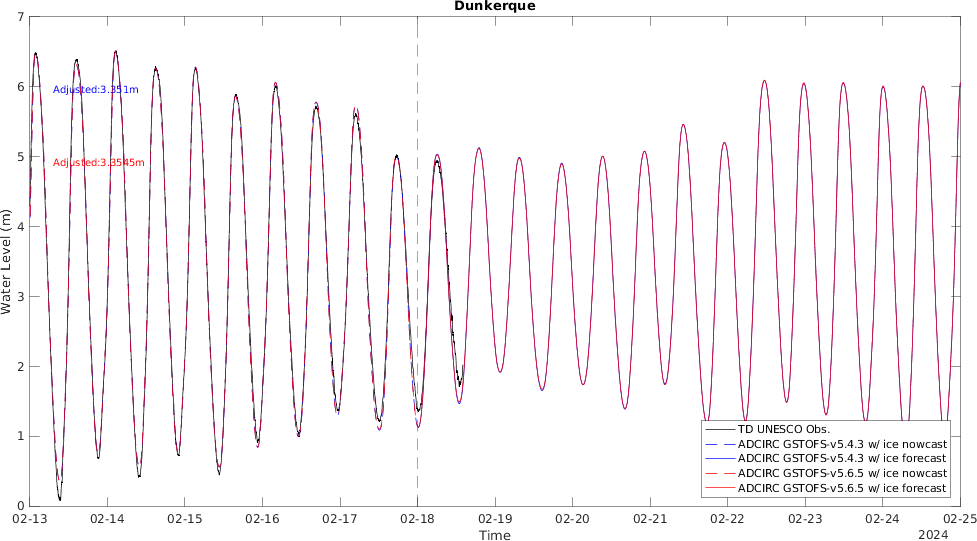 Dunkerque
7
6
5
4
3
2
1
0
Water Level (m)
Adjusted:3.351m
Adjusted:3.3545m
TD UNESCO Obs.
ADCIRC GSTOFS-v5.4.3 w/ ice nowcast
ADCIRC GSTOFS-v5.4.3 w/ ice forecast
ADCIRC GSTOFS-v5.6.5 w/ ice nowcast
ADCIRC GSTOFS-v5.6.5 w/ ice forecast
02-13 02-14 02-15 02-16 02-17 02-18 02-19 02-20 02-21 02-22 02-23 02-24 02-25
Time
2024